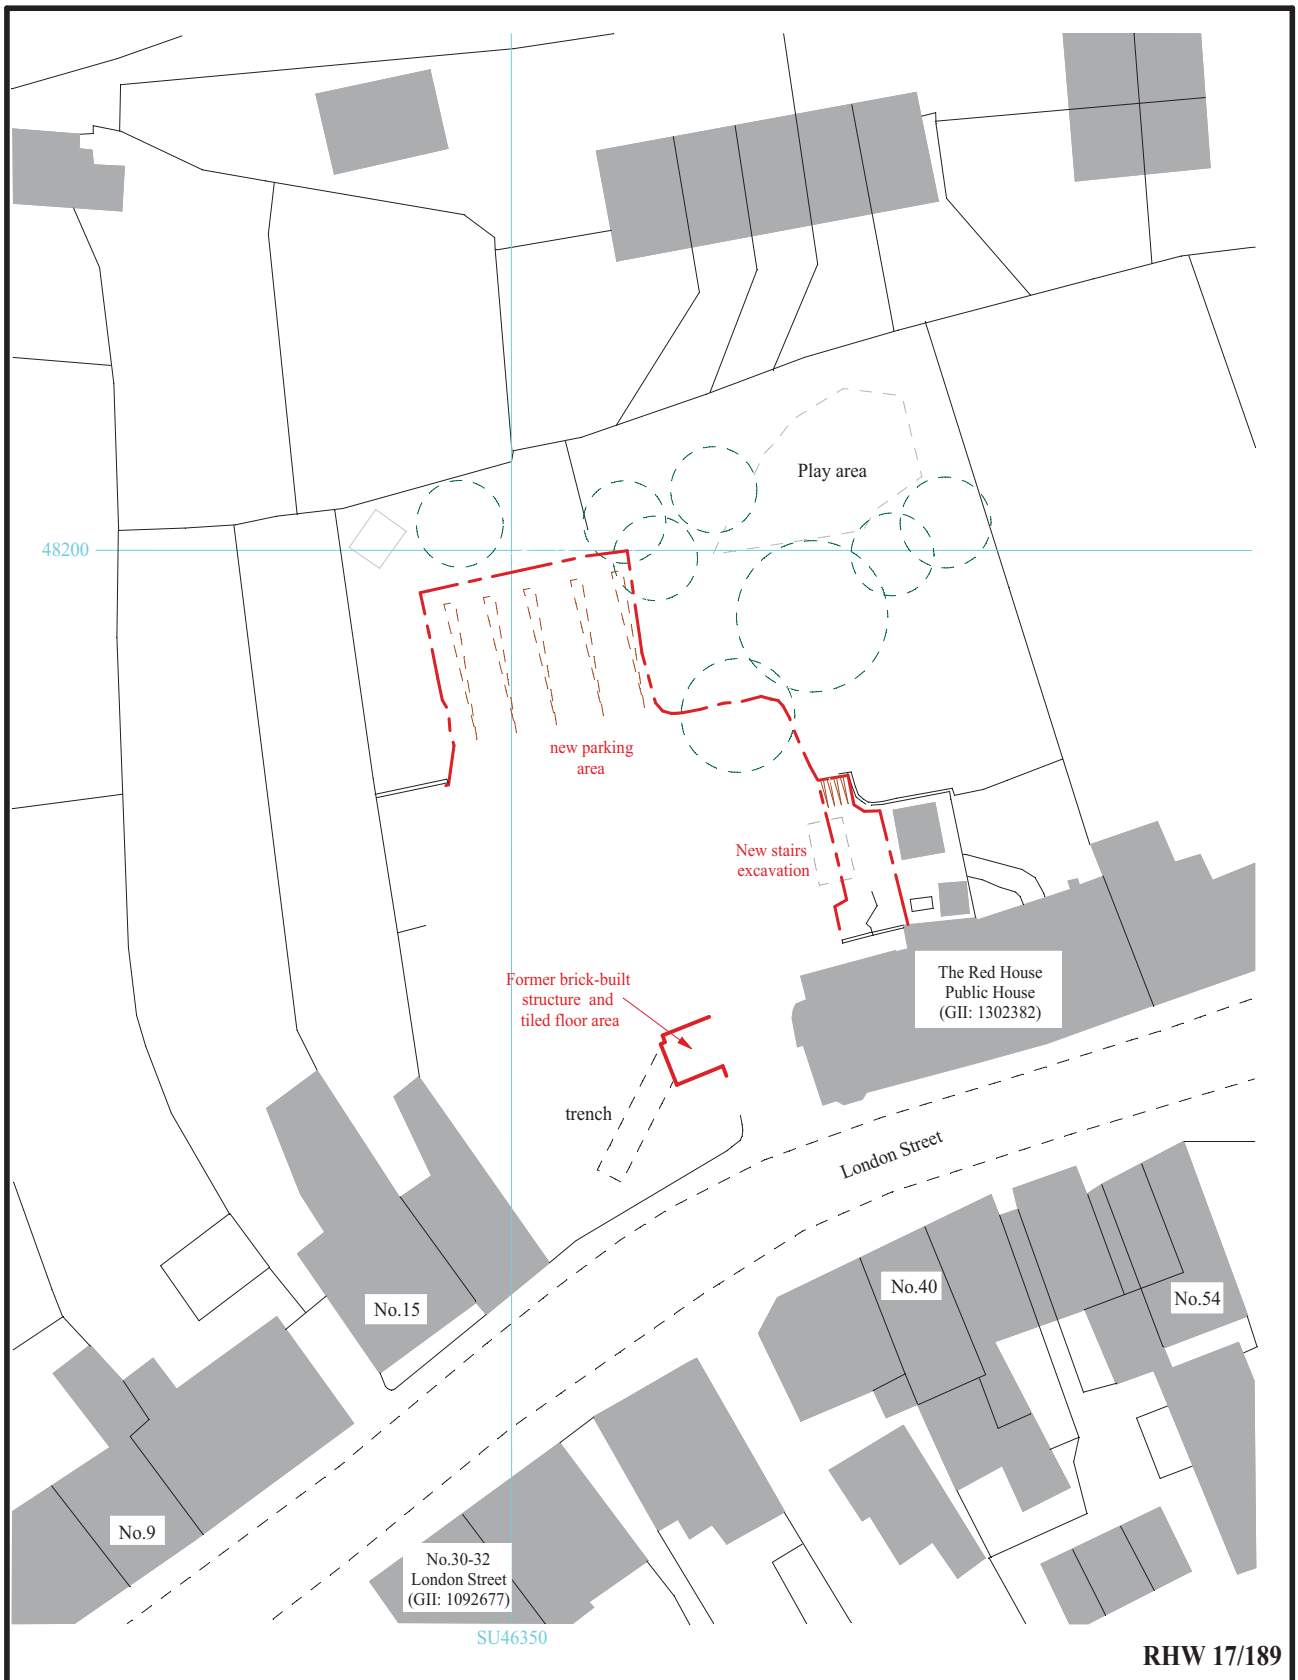 Play area
48200
new parking
area
New stairs
excavation
Former brick-built
structure and
tiled floor area
The Red House
Public House
(GII: 1302382)
trench
London Street
No.15
No.40
No.54
No.9
No.30-32
London Street
(GII: 1092677)
SU46350
RHW 17/189